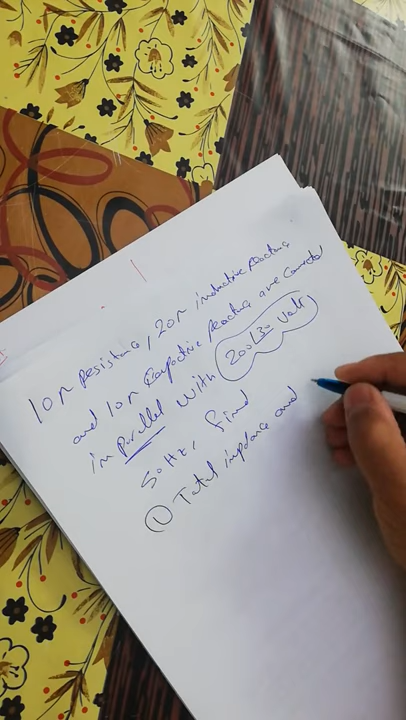 10Ω Resistance, 20Ω inductive reactance
and 10Ω Capacitive Reactance are Connected
in Parallel with 200∠30 Volts
50Hz, Find
① Total impedance and